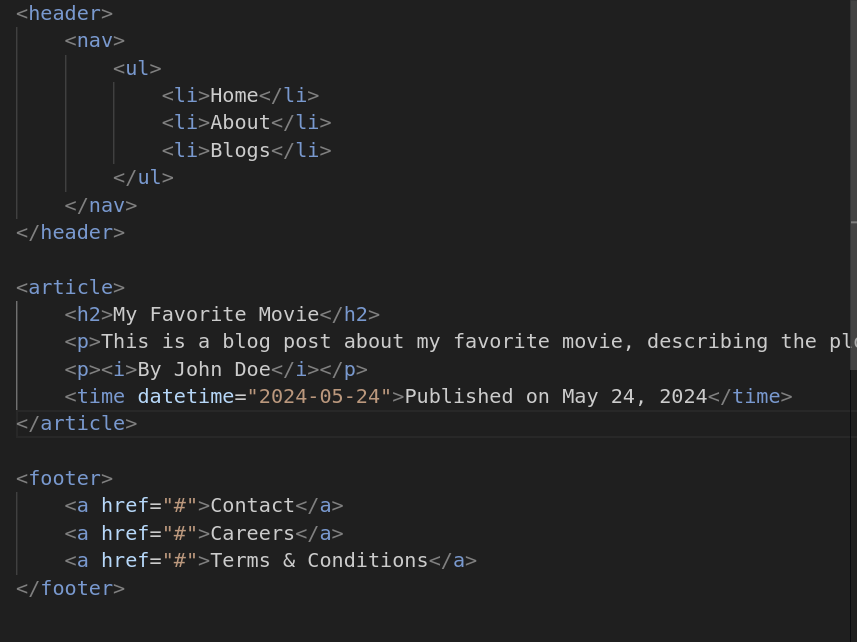 <header>
    <nav>
        <ul>
            <li>Home</li>
            <li>About</li>
            <li>Blogs</li>
        </ul>
    </nav>
</header>

<article>
    <h2>My Favorite Movie</h2>
    <p>This is a blog post about my favorite movie, describing the
    <p><i>By John Doe</i></p>
    <time datetime="2024-05-24">Published on May 24, 2024</time>
</article>

<footer>
    <a href="#">Contact</a>
    <a href="#">Careers</a>
    <a href="#">Terms & Conditions</a>
</footer>